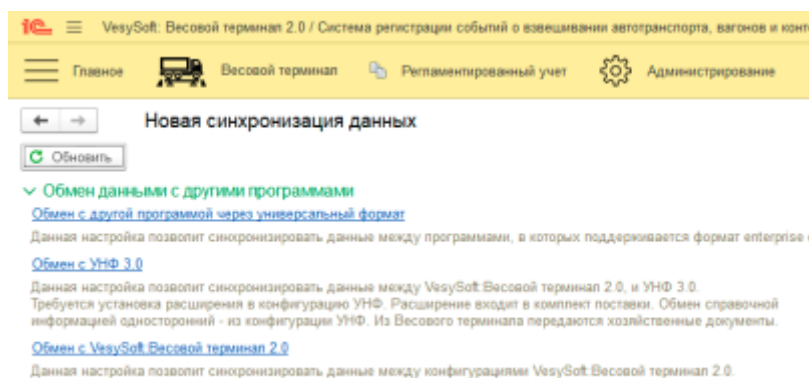 1С VesySoft: Весовой терминал 2.0 / Система регистрации событий о взвешивании автотранспорта, вагонов и конт
Главное Весовой терминал Регламентированный учет Администрирование
Новая синхронизация данных
Обновить
Обмен данными с другими программами
Обмен с другой программой через универсальный формат
Данная настройка позволит синхронизировать данные между программами, в которых поддерживается формат enterprise
Обмен с УНФ 3.0
Данная настройка позволит синхронизировать данные между VesySoft:Весовой терминал 2.0, и УНФ 3.0.
Требуется установка расширения в конфигурацию УНФ. Расширение входит в комплект поставки. Обмен справочной
информацией односторонний - из конфигурации УНФ. Из Весового терминала передаются хозяйственные документы.
Обмен с VesySoft:Весовой терминал 2.0
Данная настройка позволит синхронизировать данные между конфигурациями VesySoft:Весовой терминал 2.0.